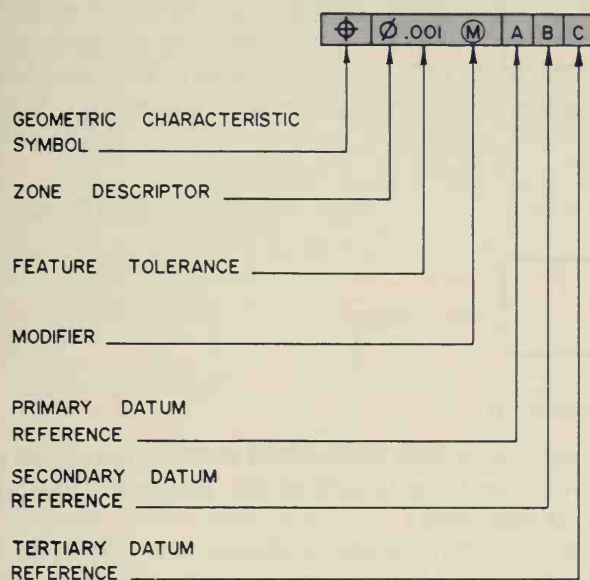 ⌖ Ø .001 Ⓜ A B C
GEOMETRIC CHARACTERISTIC
SYMBOL
ZONE DESCRIPTOR
FEATURE TOLERANCE
MODIFIER
PRIMARY DATUM
REFERENCE
SECONDARY DATUM
REFERENCE
TERTIARY DATUM
REFERENCE